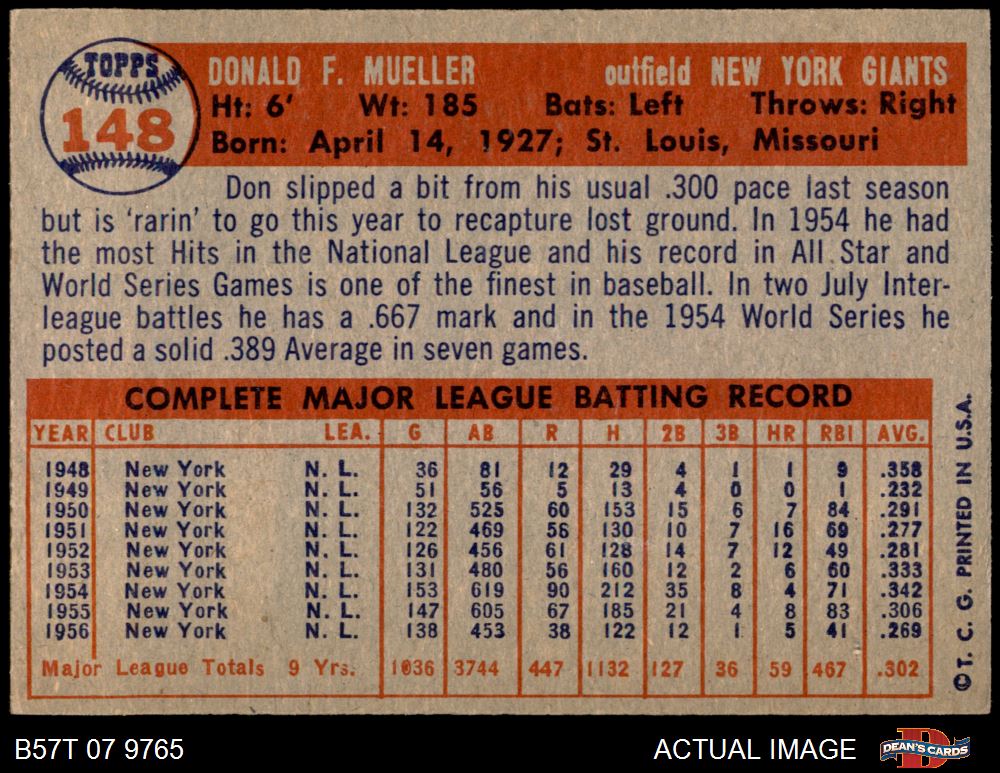 TOPPS
148
DONALD F. MUELLER outfield NEW YORK GIANTS
Ht: 6' Wt: 185 Bats: Left Throws: Right
Born: April 14, 1927; St. Louis, Missouri
Don slipped a bit from his usual .300 pace last season
but is 'rarin' to go this year to recapture lost ground. In 1954 he had
the most Hits in the National League and his record in All Star and
World Series Games is one of the finest in baseball. In two July Inter-
league battles he has a .667 mark and in the 1954 World Series he
posted a solid .389 Average in seven games.
COMPLETE MAJOR LEAGUE BATTING RECORD
YEAR CLUB LEA. G AB R H 2B 3B HR RBI AVG.
1948 New York N. L. 36 81 12 29 4 1 1 9 .358
1949 New York N. L. 51 56 5 13 4 0 0 1 .232
1950 New York N. L. 132 525 60 153 15 6 7 84 .291
1951 New York N. L. 122 469 58 130 10 7 16 69 .277
1952 New York N. L. 126 456 61 128 14 7 12 49 .281
1953 New York N. L. 131 480 56 160 12 2 6 60 .333
1954 New York N. L. 153 619 90 212 35 8 4 71 .342
1955 New York N. L. 147 605 67 185 21 4 8 83 .306
1956 New York N. L. 138 453 38 122 12 1 5 41 .269
Major League Totals 9 Yrs. 1036 3744 447 1132 127 36 59 467 .302
© T. C. G. PRINTED IN U.S.A.
B57T 07 9765 ACTUAL IMAGE DEAN'S CARDS